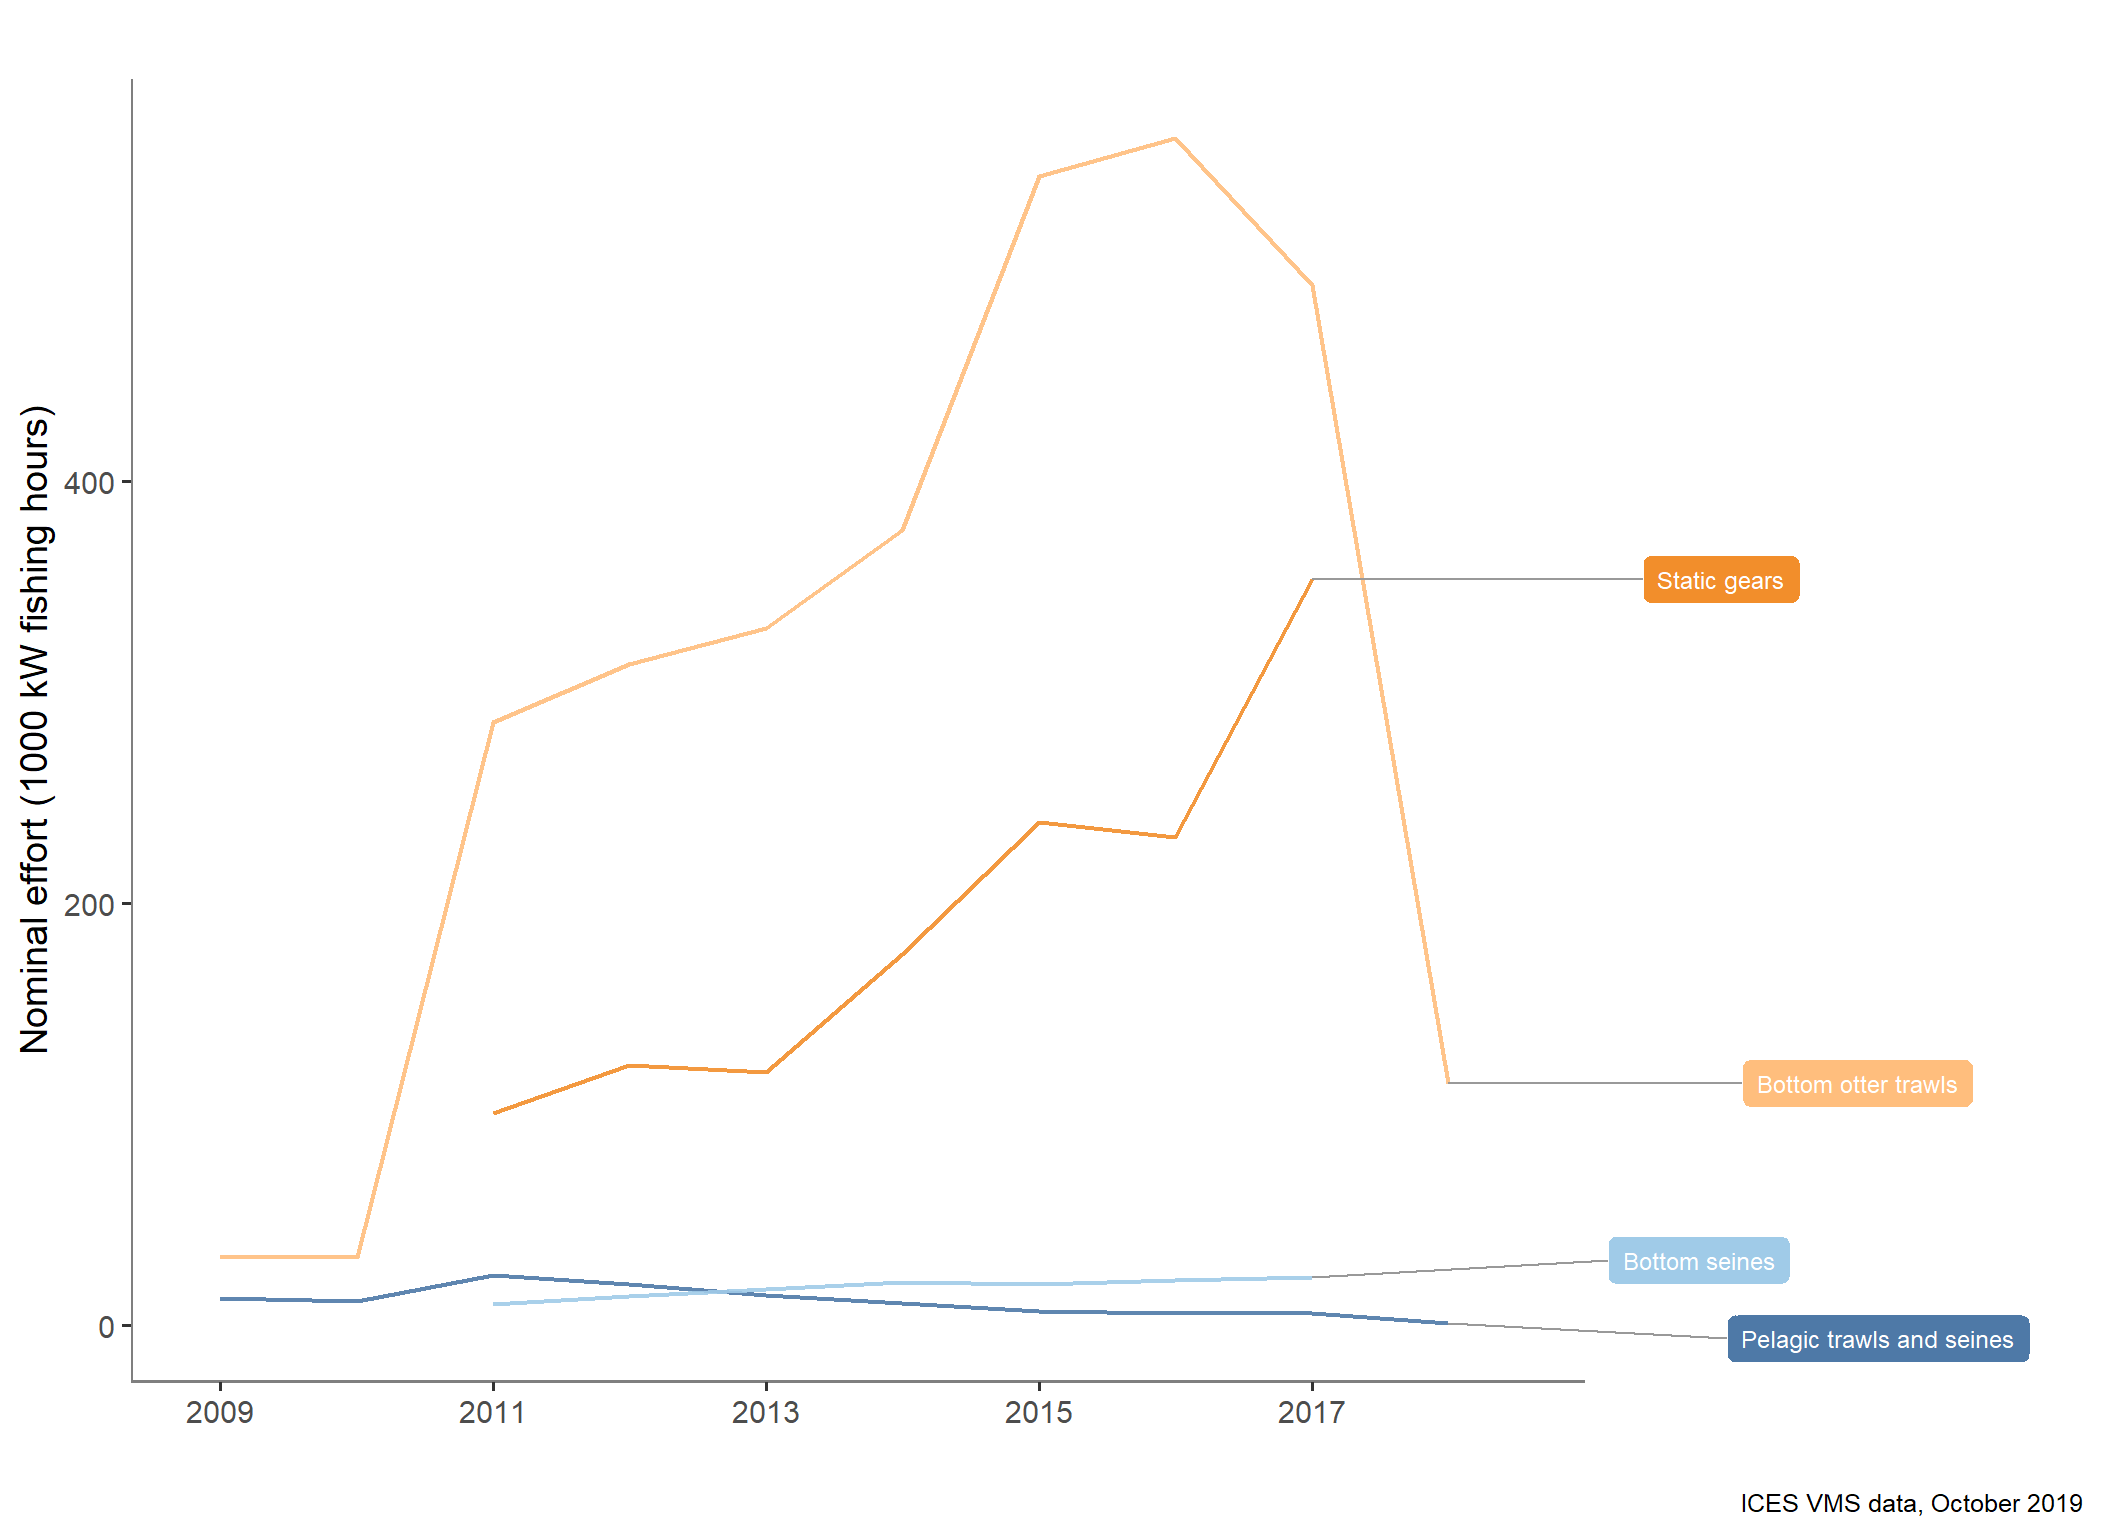 Nominal effort (1000 kW fishing hours)
400
200
0
2009
2011
2013
2015
2017
Static gears
Bottom otter trawls
Bottom seines
Pelagic trawls and seines
ICES VMS data, October 2019